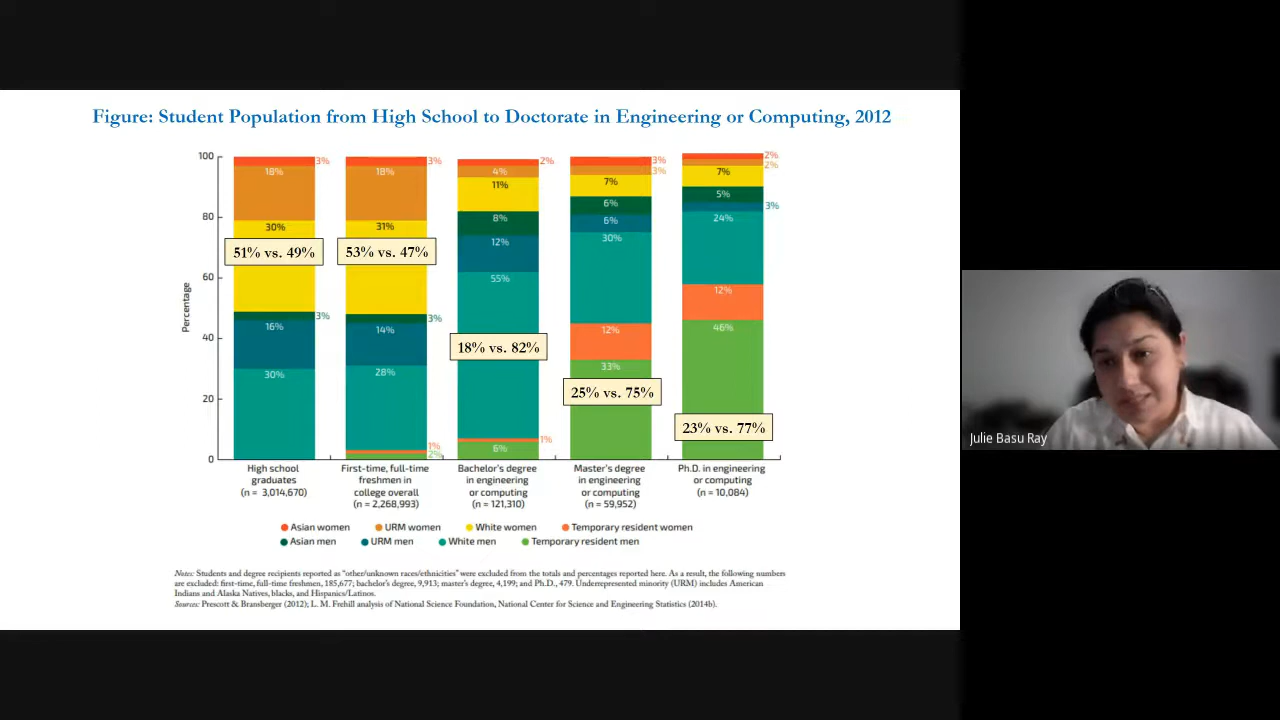 Figure: Student Population from High School to Doctorate in Engineering or Computing, 2012
Percentage
100
80
60
40
20
0
3%
18%
30%
51% vs. 49%
3%
16%
30%
3%
18%
31%
53% vs. 47%
3%
14%
28%
1%
2%
2%
4%
11%
8%
12%
55%
18% vs. 82%
1%
6%
3%
3%
7%
6%
6%
30%
12%
33%
25% vs. 75%
2%
2%
7%
5%
3%
24%
12%
46%
23% vs. 77%
High school
graduates
(n = 3,014,670)
First-time, full-time
freshmen in
college overall
(n = 2,268,993)
Bachelor's degree
in engineering
or computing
(n = 121,310)
Master's degree
in engineering
or computing
(n = 59,952)
Ph.D. in engineering
or computing
(n = 10,084)
Asian women URM women White women Temporary resident women
Asian men URM men White men Temporary resident men
Notes: Students and degree recipients reported as "other/unknown races/ethnicities" were excluded from the totals and percentages reported here. As a result, the following numbers
are excluded: first-time, full-time freshmen, 185,677; bachelor's degree, 9,913; master's degree, 4,199; and Ph.D., 479. Underrepresented minority (URM) includes American
Indians and Alaska Natives, blacks, and Hispanics/Latinos.
Sources: Prescott & Bransberger (2012); L. M. Frehill analysis of National Science Foundation, National Center for Science and Engineering Statistics (2014b).
Julie Basu Ray